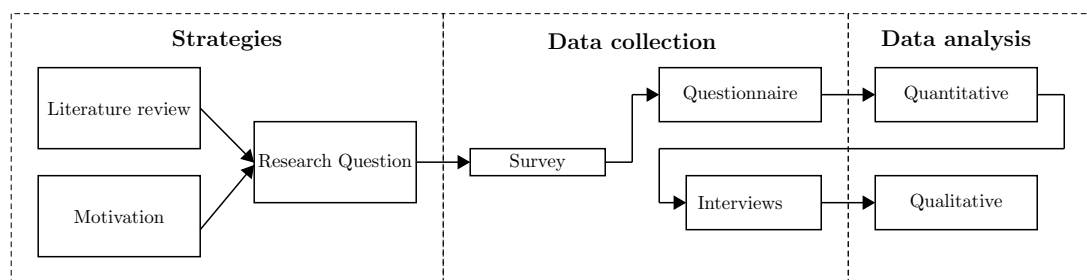 Strategies
Data collection
Data analysis
Literature review
Motivation
Research Question
Survey
Questionnaire
Quantitative
Interviews
Qualitative